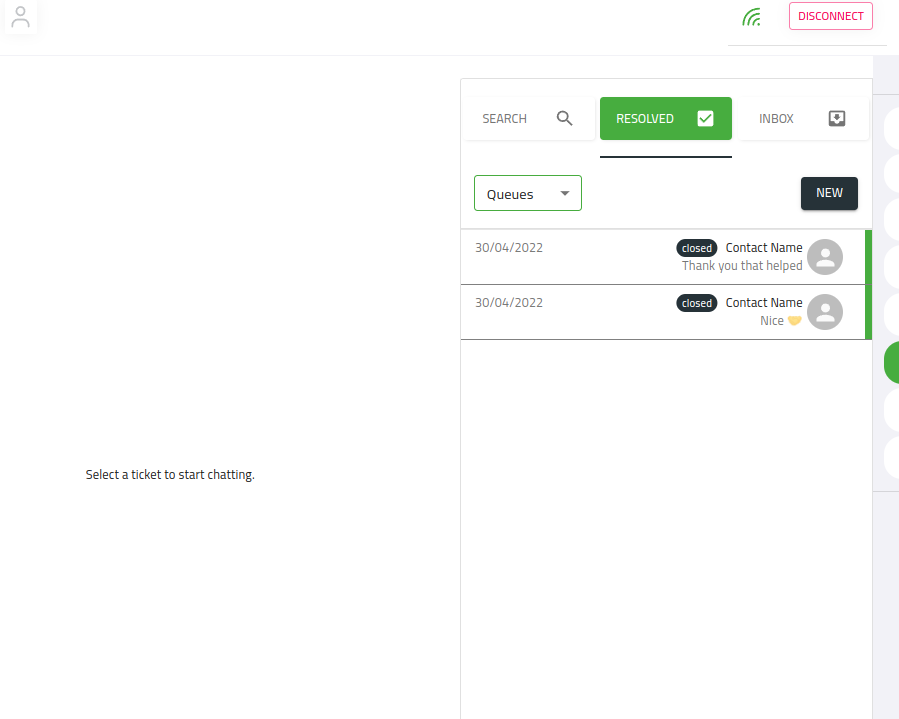 DISCONNECT
SEARCH
RESOLVED
INBOX
Queues
NEW
30/04/2022
closed
Contact Name
Thank you that helped
30/04/2022
closed
Contact Name
Nice 🤝
Select a ticket to start chatting.